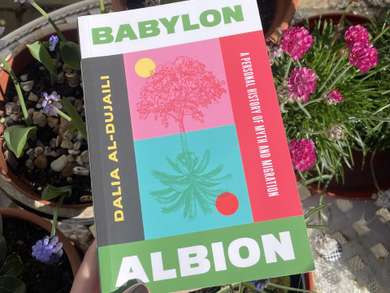 BABYLON
DALIA AL-DUJAILI
A PERSONAL HISTORY OF MYTH AND MIGRATION
ALBION